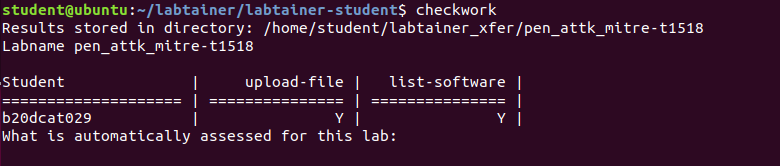 student@ubuntu:~/labtainer/labtainer-student$ checkwork
Results stored in directory: /home/student/labtainer_xfer/pen_attk_mitre-t1518
Labname pen_attk_mitre-t1518
Student | upload-file | list-software |
==================== | =============== | =============== |
b20dcat029 | Y | Y |
What is automatically assessed for this lab: